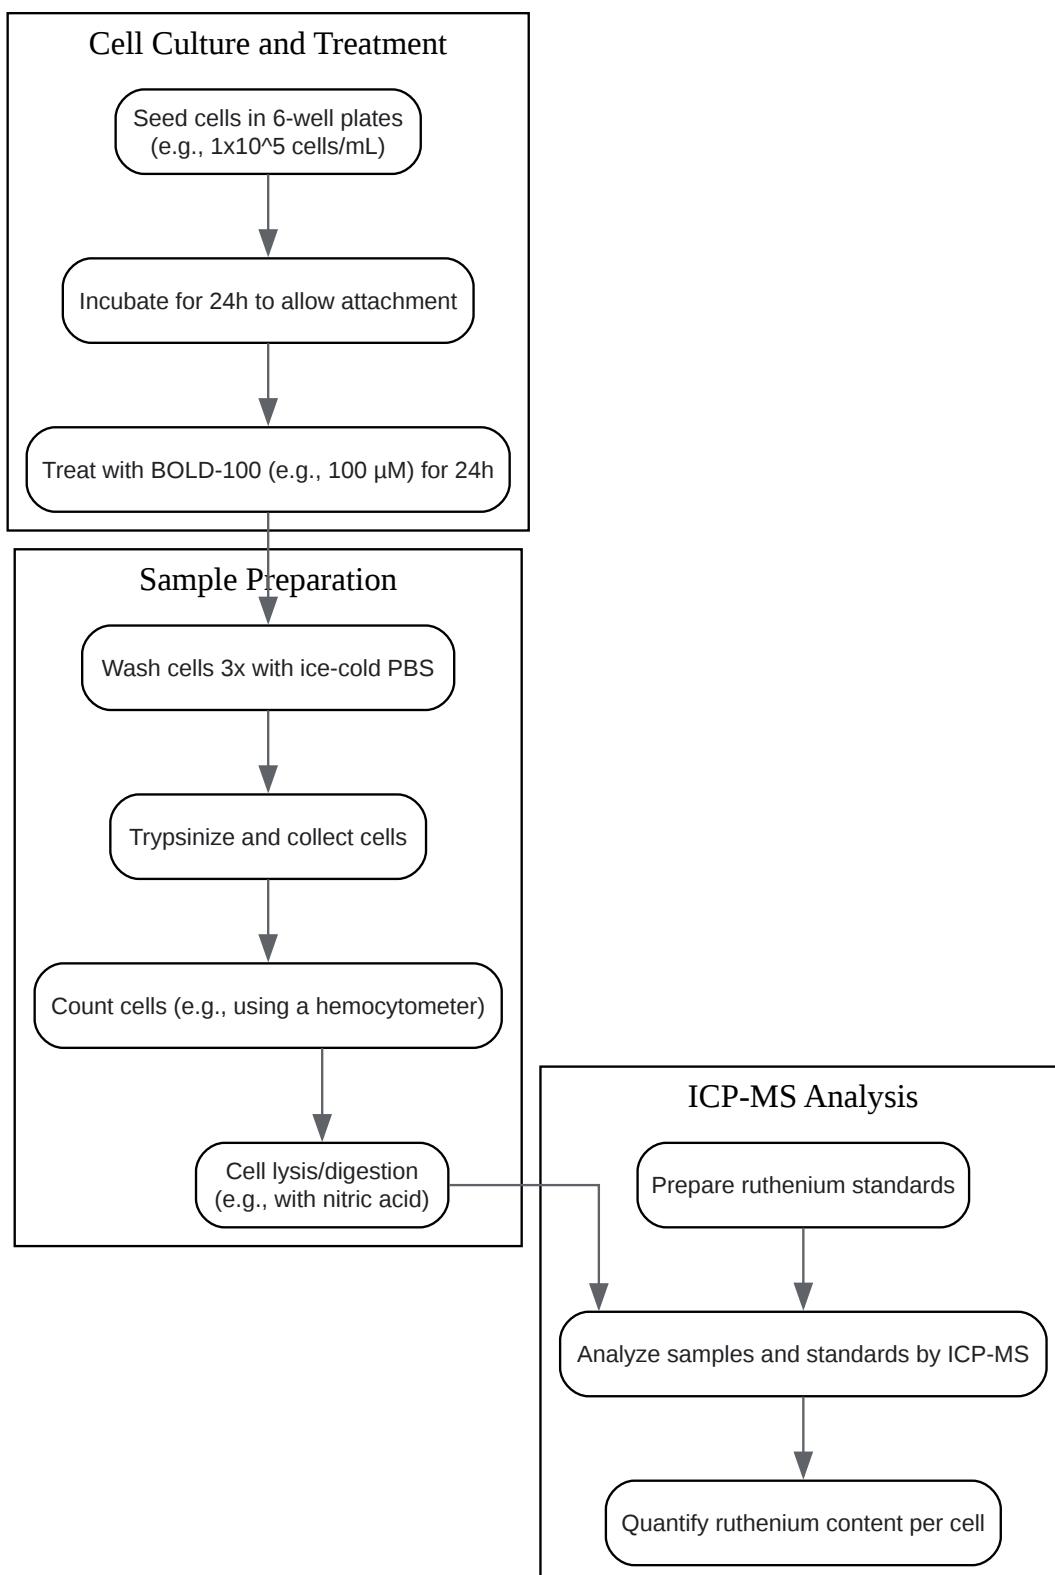 Cell Culture and Treatment
Seed cells in 6-well plates
(e.g., 1x10^5 cells/mL)
Incubate for 24h to allow attachment
Treat with BOLD-100 (e.g., 100 µM) for 24h
Sample Preparation
Wash cells 3x with ice-cold PBS
Trypsinize and collect cells
Count cells (e.g., using a hemocytometer)
Cell lysis/digestion
(e.g., with nitric acid)
ICP-MS Analysis
Prepare ruthenium standards
Analyze samples and standards by ICP-MS
Quantify ruthenium content per cell